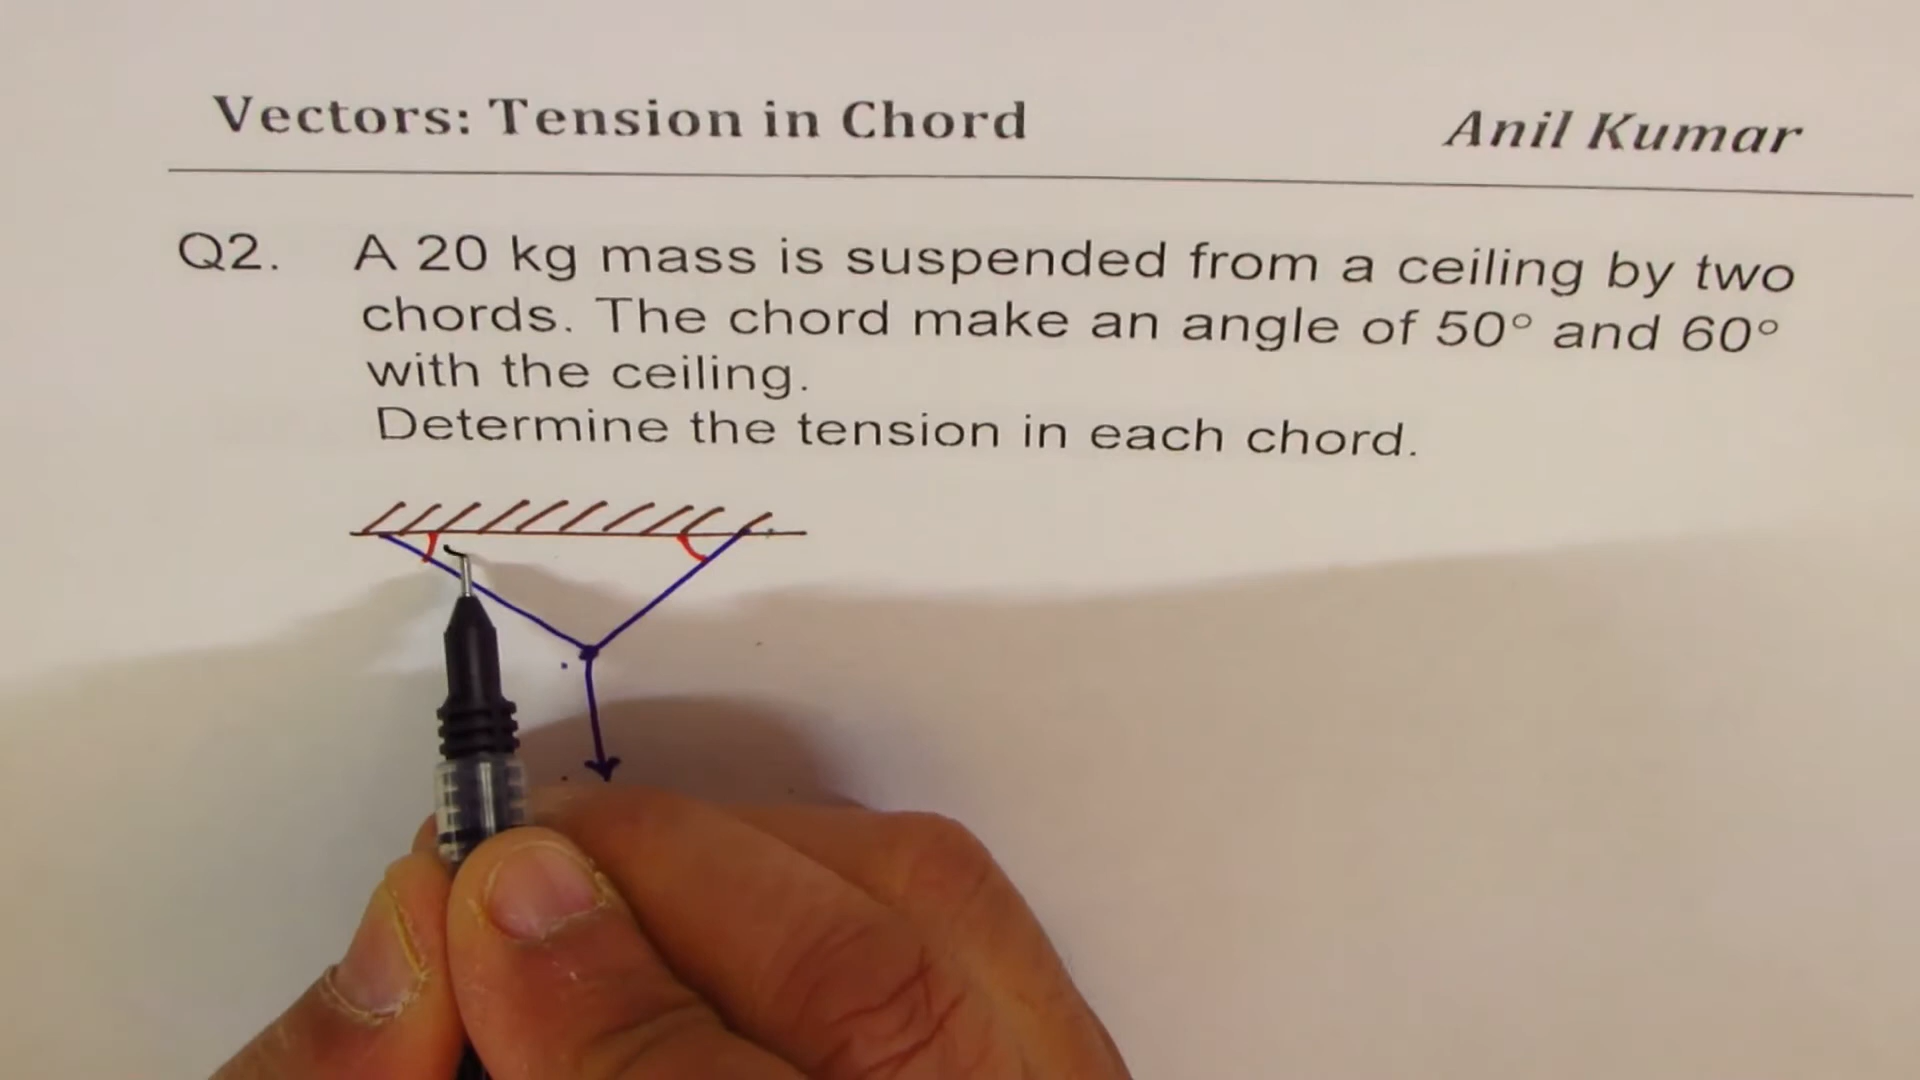 Vectors: Tension in Chord Anil Kumar
Q2. A 20 kg mass is suspended from a ceiling by two
chords. The chord make an angle of 50° and 60°
with the ceiling.
Determine the tension in each chord.